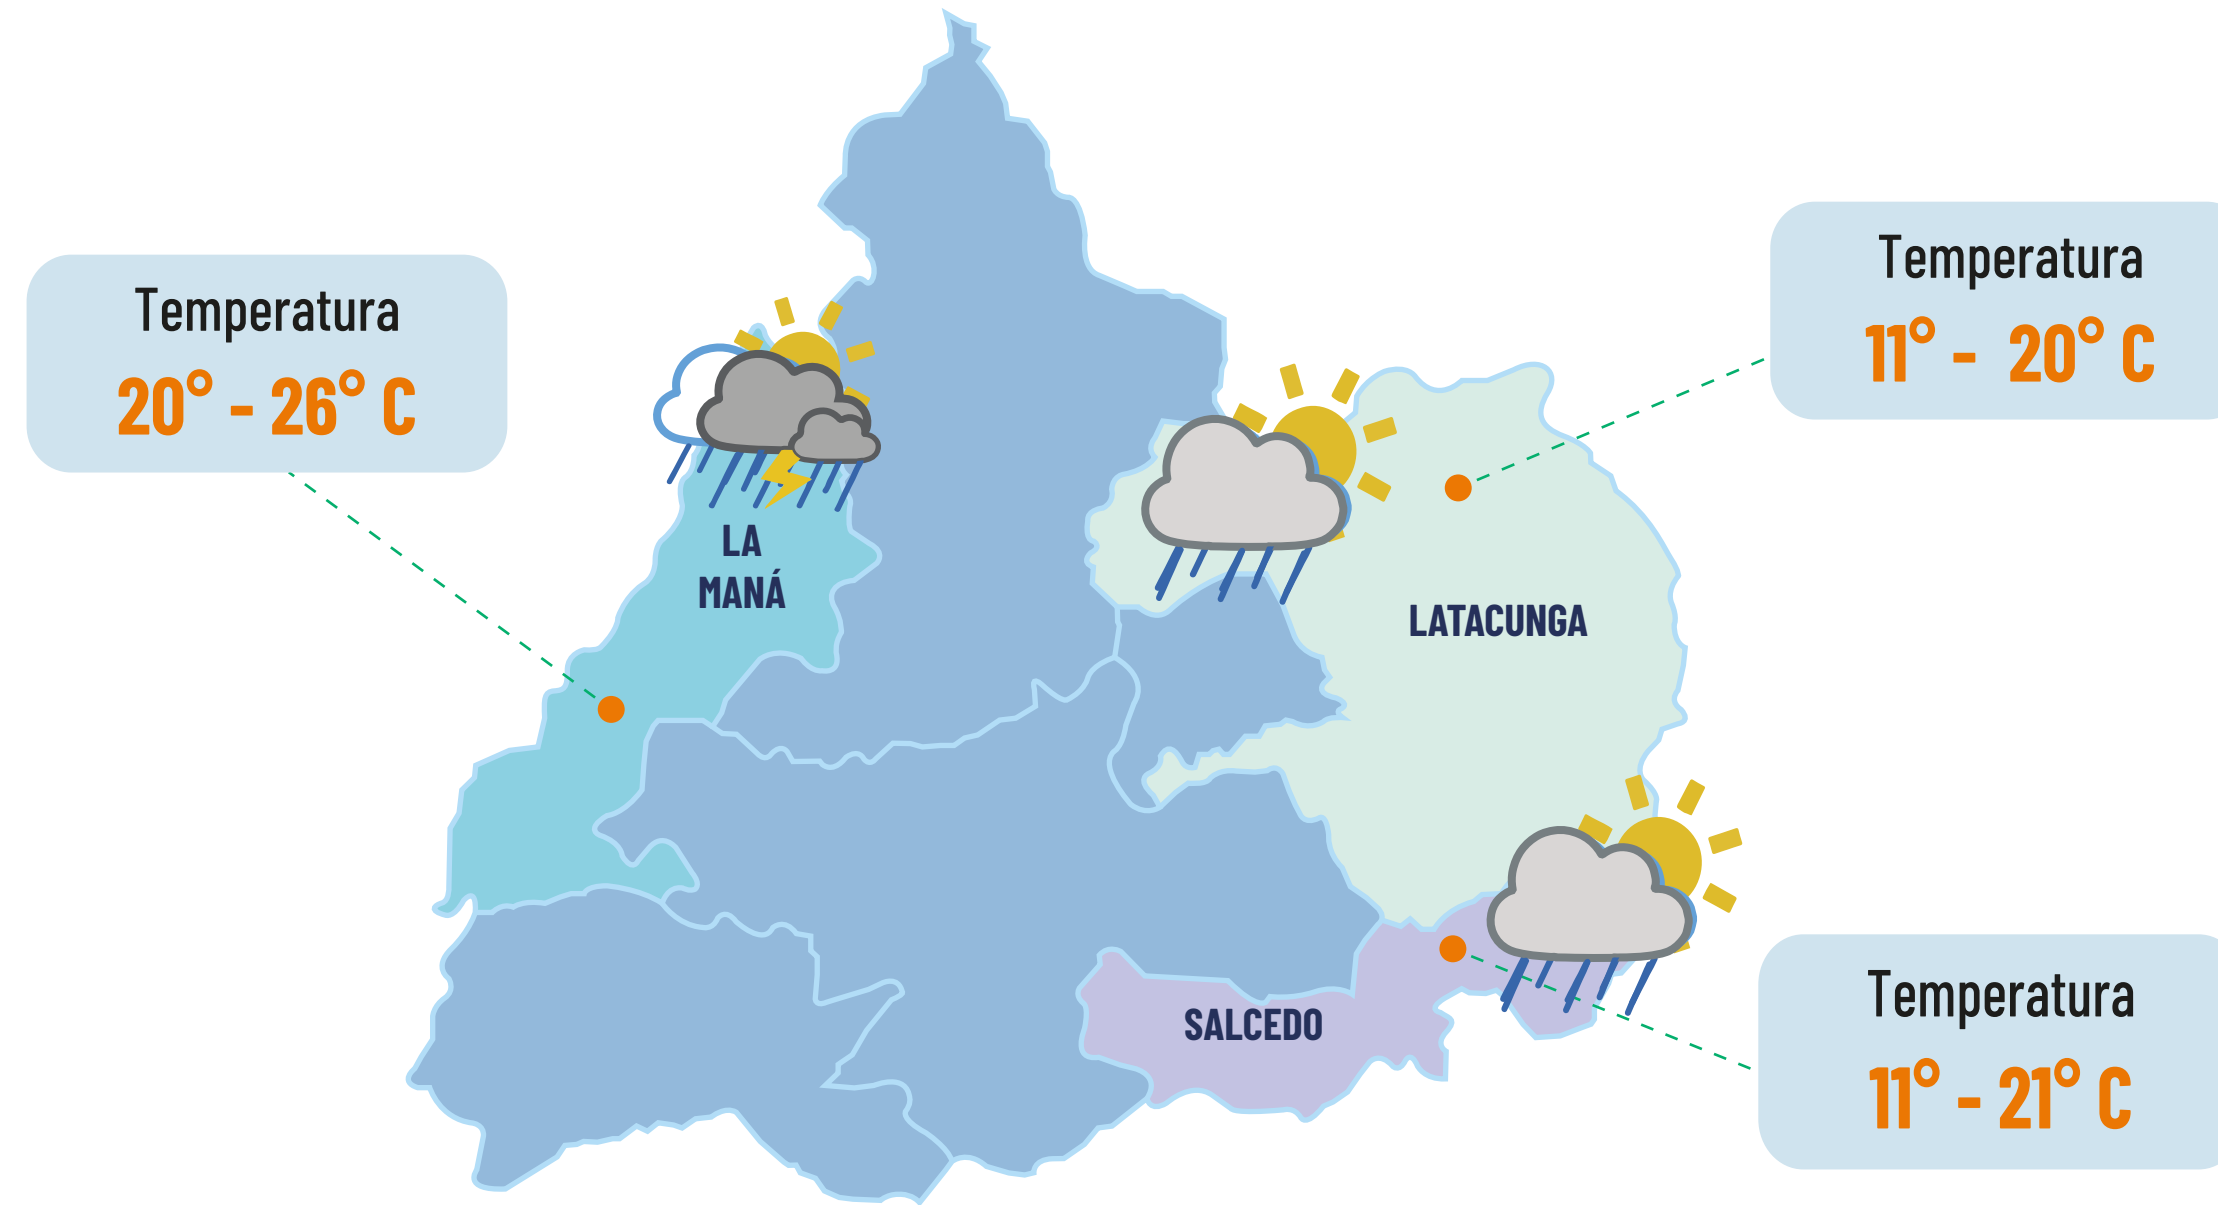 Temperatura
20° - 26° C
Temperatura
11° - 20° C
LA
MANÁ
LATACUNGA
SALCEDO
Temperatura
11° - 21° C